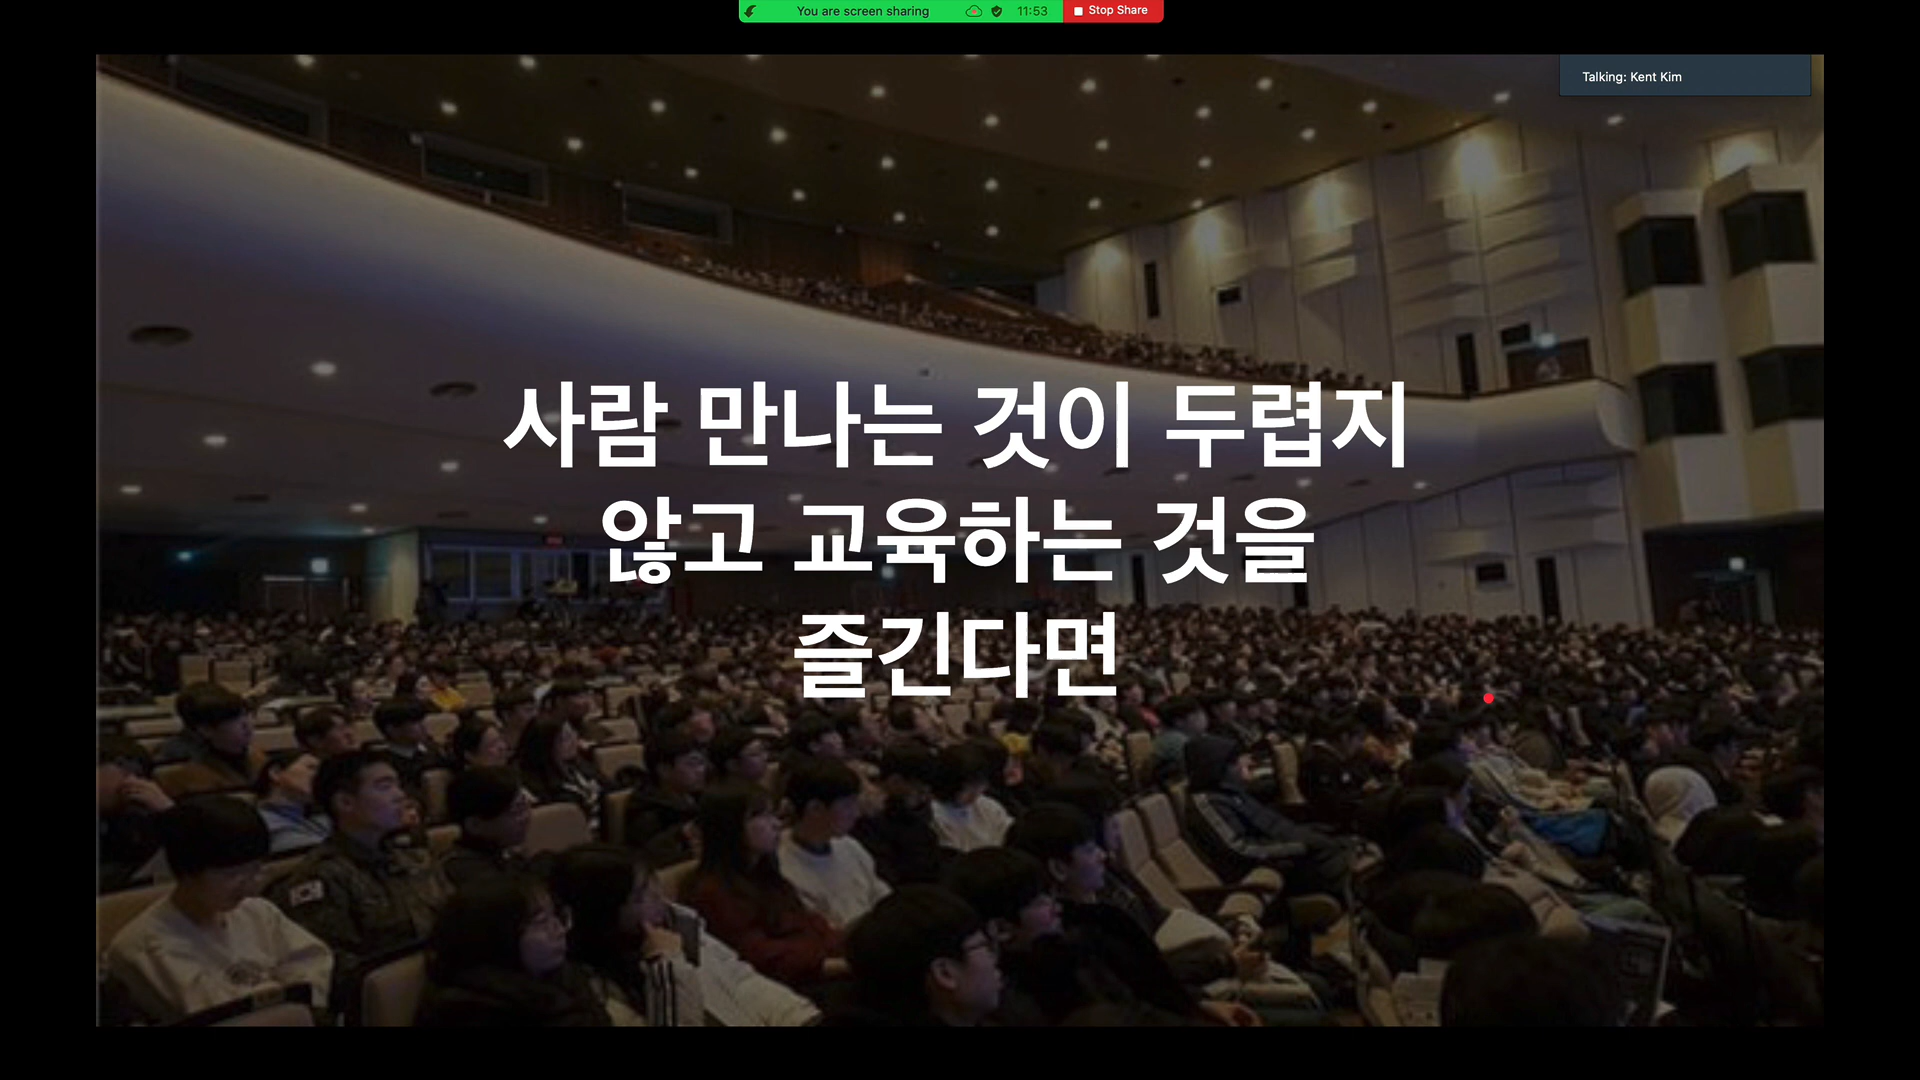 You are screen sharing 11:53 Stop Share
Talking: Kent Kim
사람 만나는 것이 두렵지
않고 교육하는 것을
즐긴다면